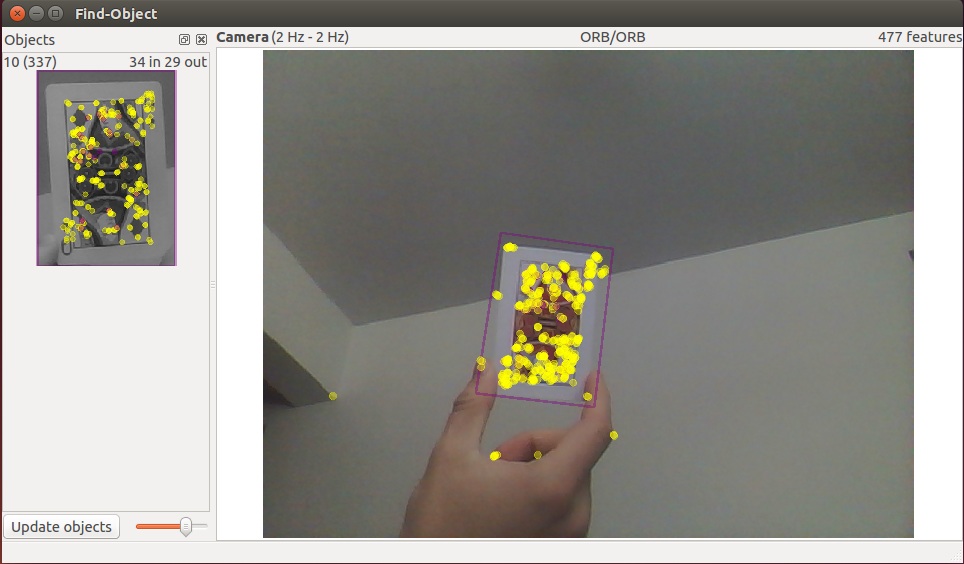 Find-Object
Objects
Camera (2 Hz - 2 Hz) ORB/ORB 477 features
10 (337) 34 in 29 out
Update objects